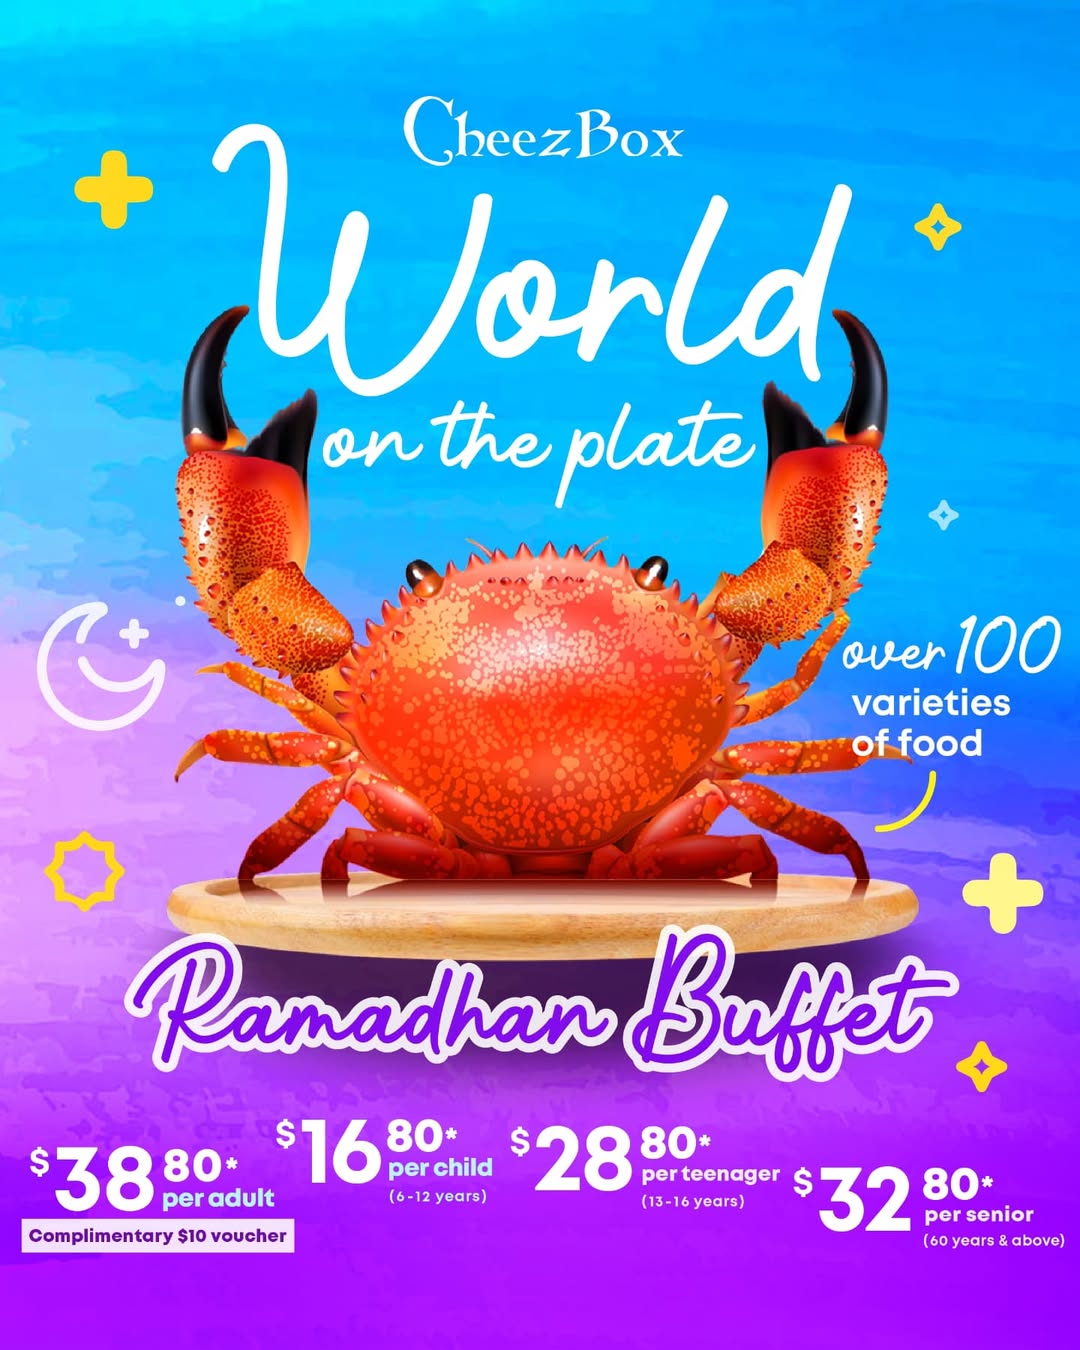 CheezBox
World
on the plate
over 100
varieties
of food
Ramadhan Buffet
$38 80*
per adult
Complimentary $10 voucher
$16 80*
per child
(6-12 years)
$28 80*
per teenager
(13-16 years)
$32 80*
per senior
(60 years & above)